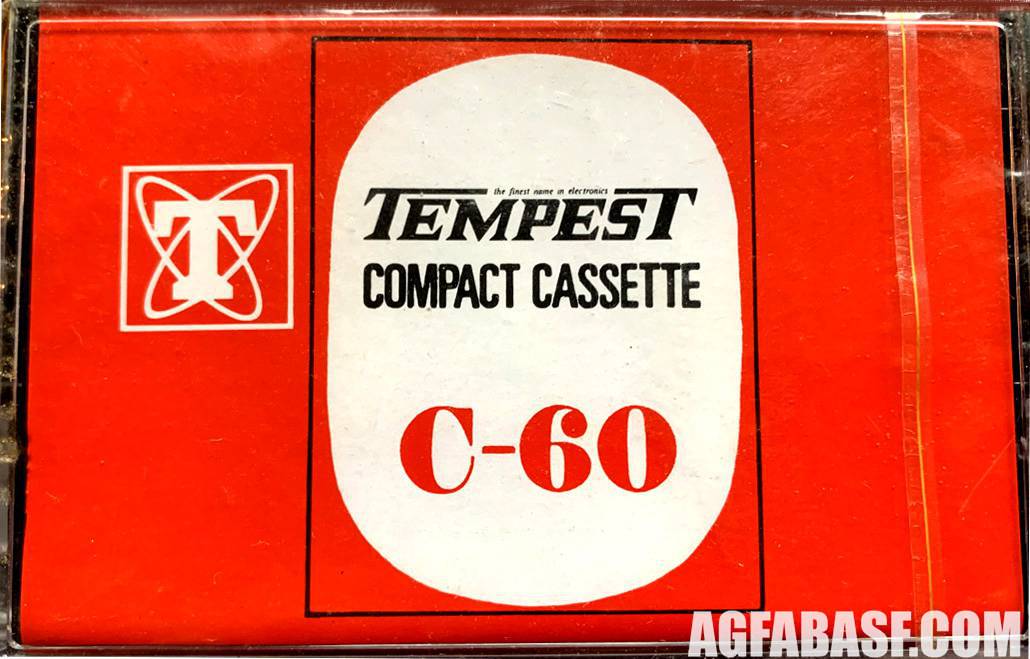 the finest name in electronics
TEMPEST
COMPACT CASSETTE
T
C-60
AGFABASE.COM